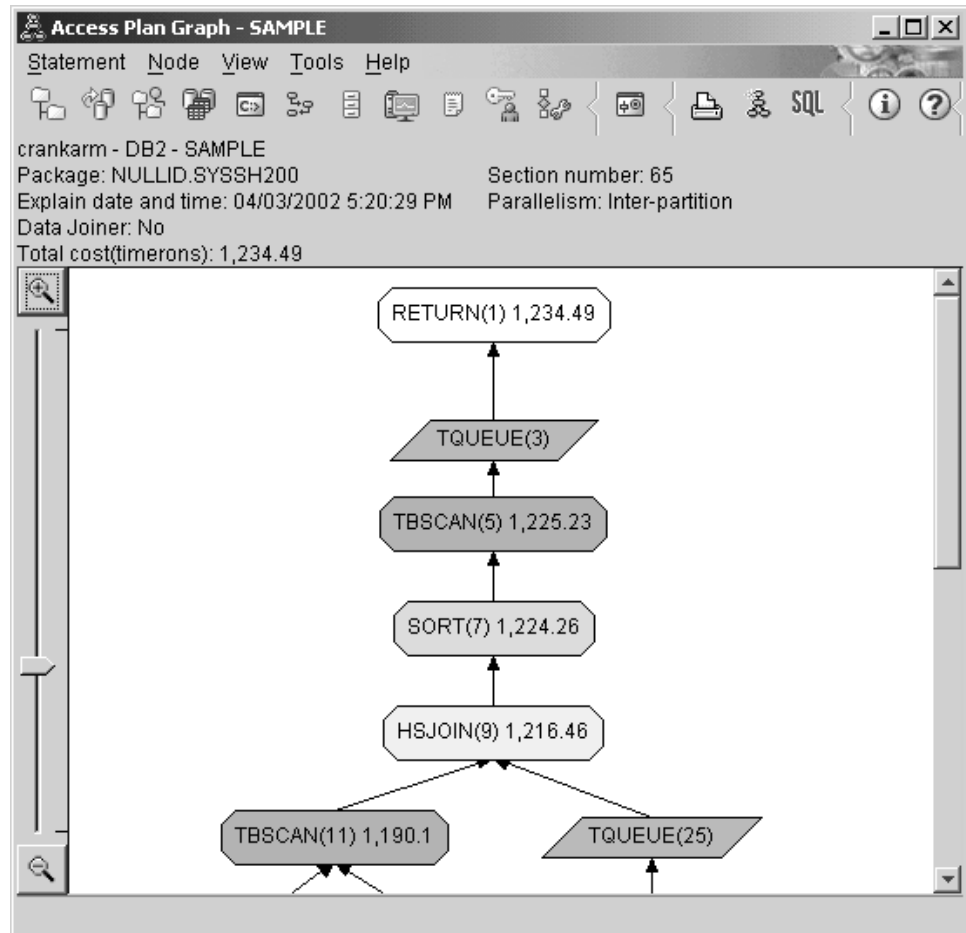 Access Plan Graph - SAMPLE
Statement Node View Tools Help
C:> SQL i ?
crankarm - DB2 - SAMPLE
Package: NULLID.SYSSH200 Section number: 65
Explain date and time: 04/03/2002 5:20:29 PM Parallelism: Inter-partition
Data Joiner: No
Total cost(timerons): 1,234.49
RETURN(1) 1,234.49
TQUEUE(3)
TBSCAN(5) 1,225.23
SORT(7) 1,224.26
HSJOIN(9) 1,216.46
TBSCAN(11) 1,190.1 TQUEUE(25)